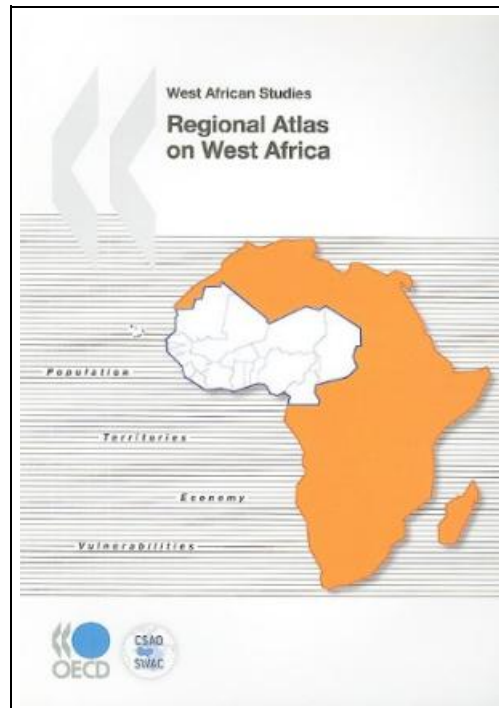 West African Studies
Regional Atlas
on West Africa
Population
Territories
Economy
Vulnerabilities
OECD
CSAO
SWAC